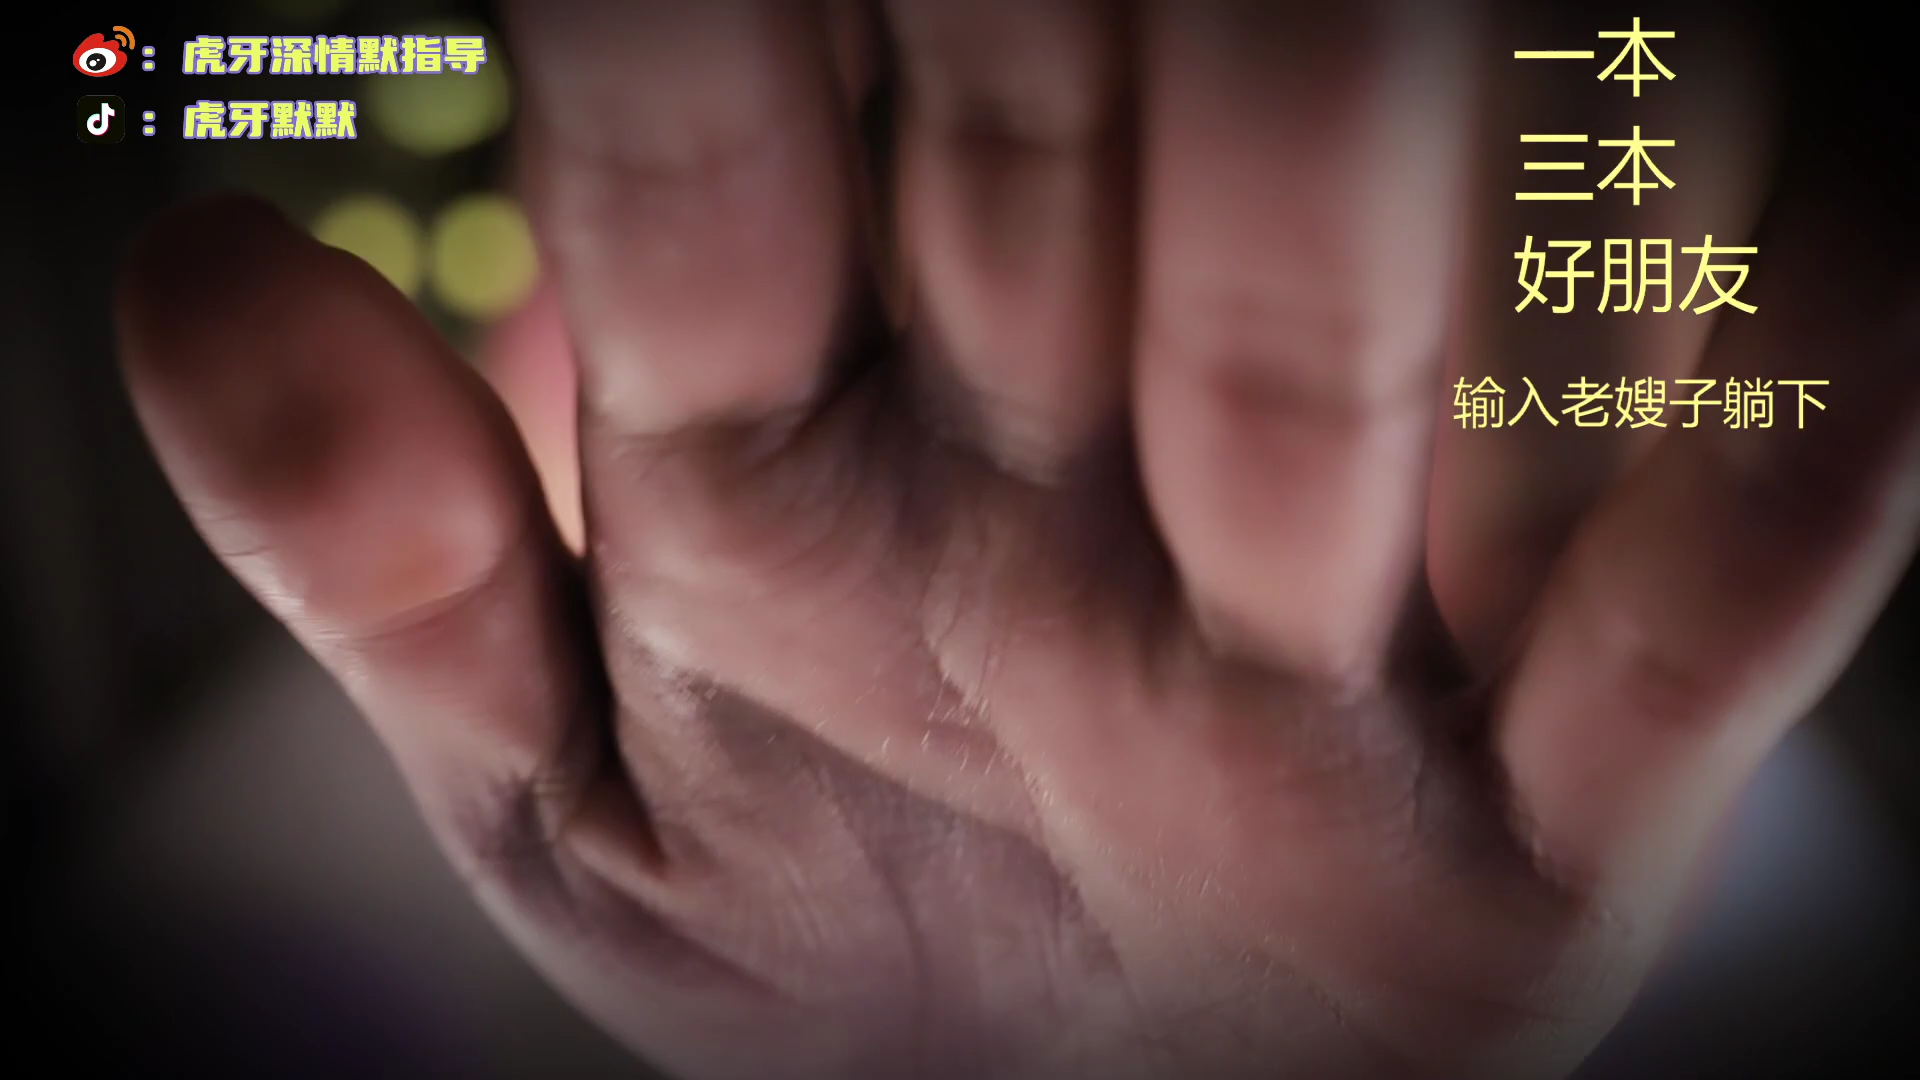 ：虎牙深情默指导
：虎牙默默
一本
三本
好朋友
输入老嫂子躺下